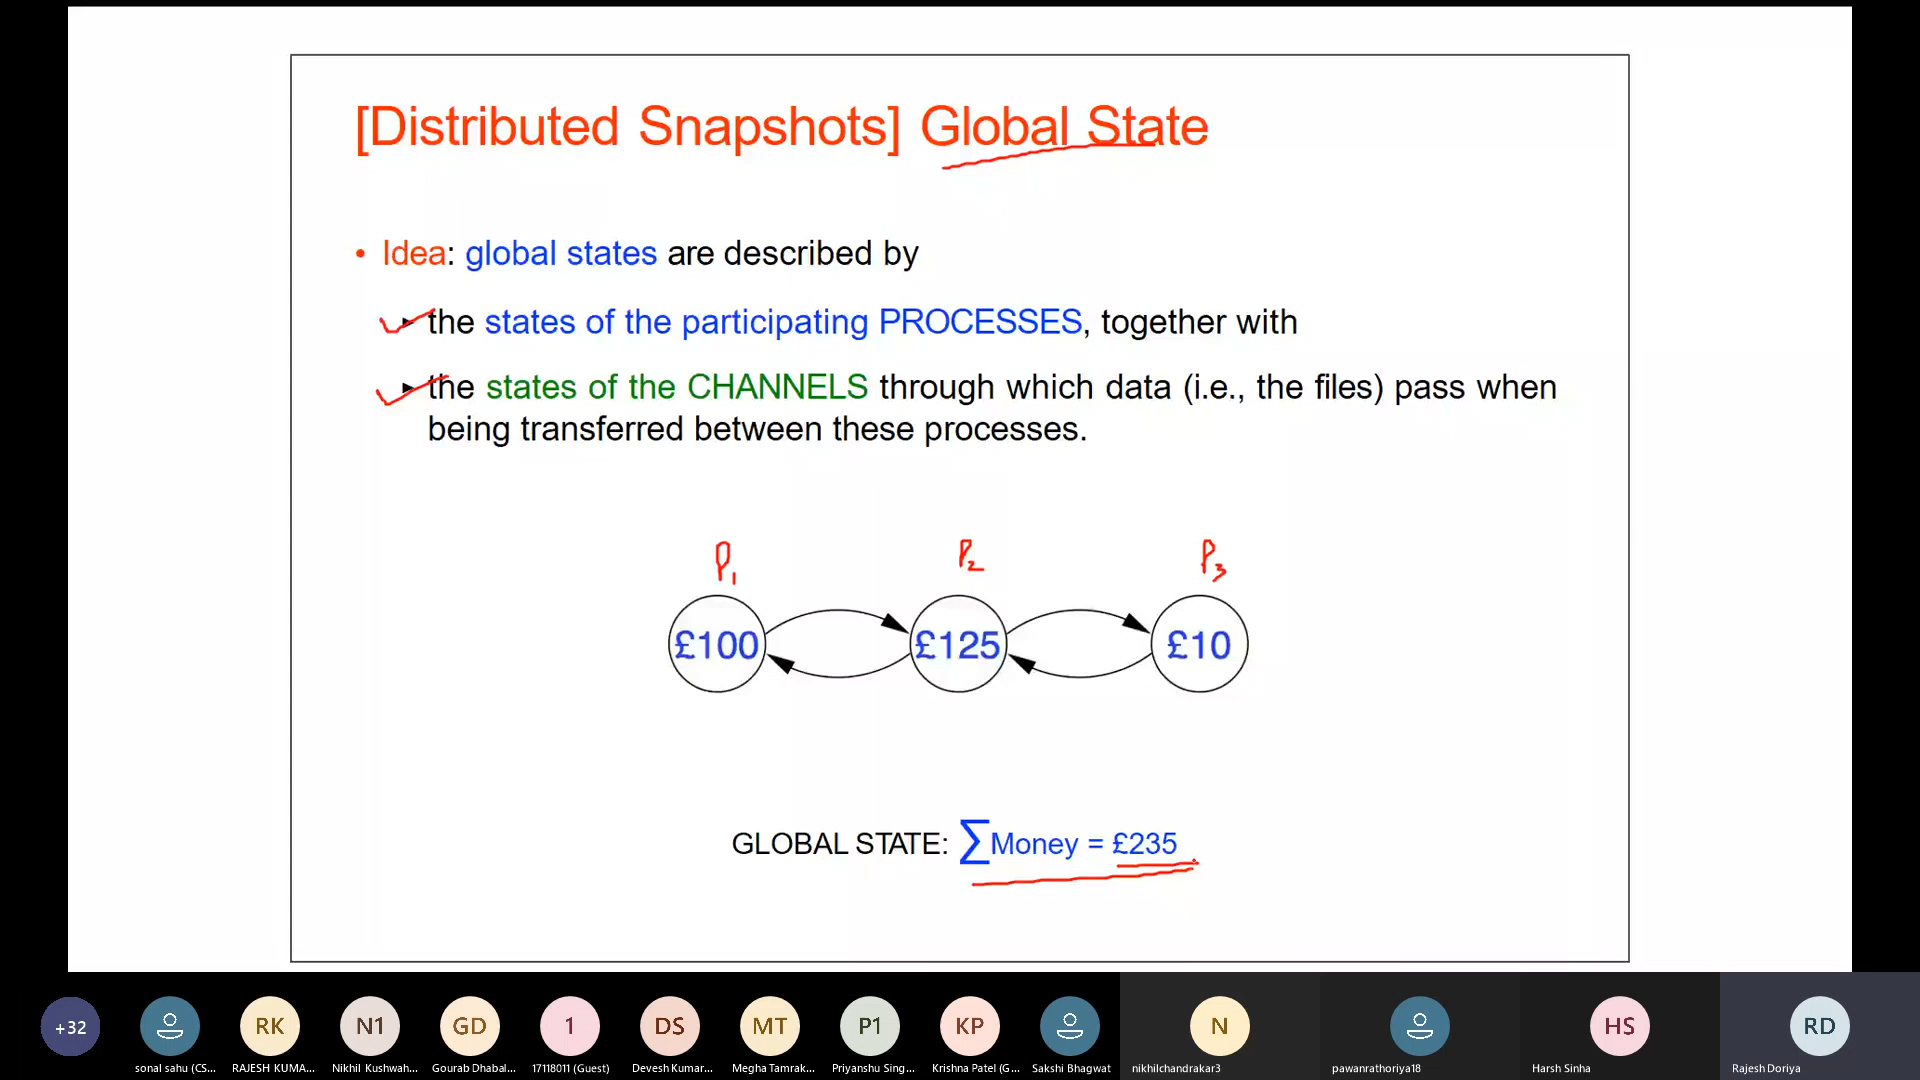 [Distributed Snapshots] Global State
• Idea: global states are described by
▸ the states of the participating PROCESSES, together with
▸ the states of the CHANNELS through which data (i.e., the files) pass when
being transferred between these processes.
P1 P2 P3
£100 £125 £10
GLOBAL STATE: ∑Money = £235
+32 RK N1 GD 1 DS MT P1 KP N HS RD
sonal sahu (CS... RAJESH KUMA... Nikhil Kushwah... Gourab Dhabal... 17118011 (Guest) Devesh Kumar... Megha Tamrak... Priyanshu Sing... Krishna Patel (G... Sakshi Bhagwat nikhilchandrakar3 pawanrathoriya18 Harsh Sinha Rajesh Doriya